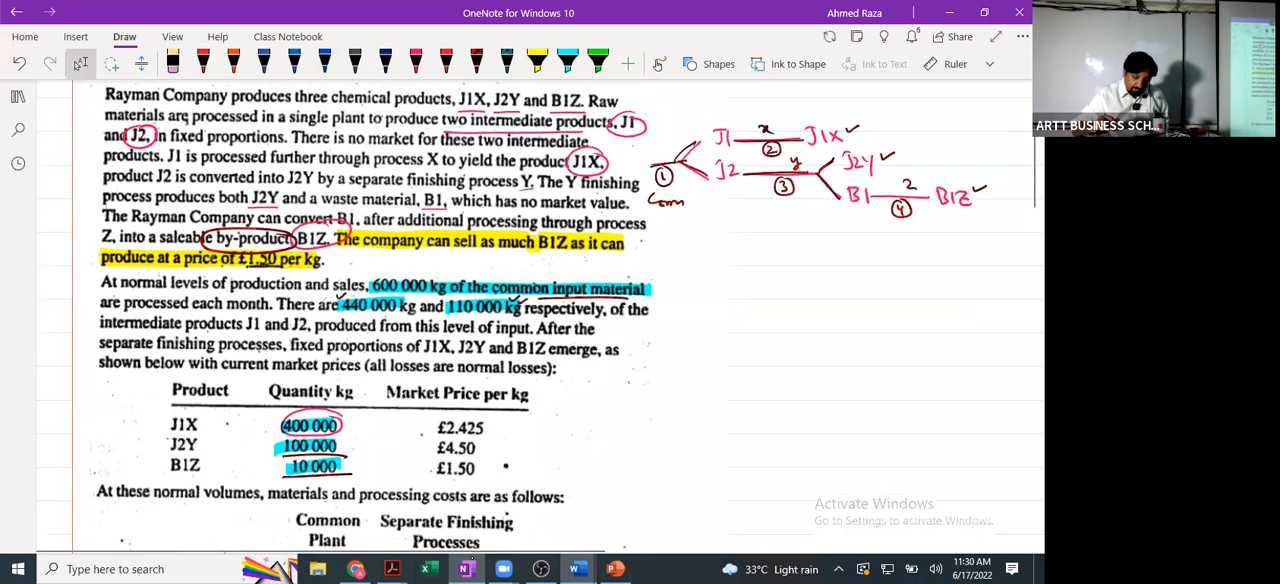 OneNote for Windows 10
Ahmed Raza
Home Insert Draw View Help Class Notebook
Share
Shapes Ink to Shape Ink to Text Ruler
Rayman Company produces three chemical products, J1X, J2Y and B1Z. Raw
materials are processed in a single plant to produce two intermediate products, J1
and J2, in fixed proportions. There is no market for these two intermediate
products. J1 is processed further through process X to yield the product J1X,
product J2 is converted into J2Y by a separate finishing process Y. The Y finishing
process produces both J2Y and a waste material, B1, which has no market value.
The Rayman Company can convert B1, after additional processing through process
Z, into a saleable by-product B1Z. The company can sell as much B1Z as it can
produce at a price of £1.50 per kg.
At normal levels of production and sales, 600 000 kg of the common input material
are processed each month. There are 440 000 kg and 110 000 kg respectively, of the
intermediate products J1 and J2, produced from this level of input. After the
separate finishing processes, fixed proportions of J1X, J2Y and B1Z emerge, as
shown below with current market prices (all losses are normal losses):
Product Quantity kg Market Price per kg
J1X 400 000 £2.425
J2Y 100 000 £4.50
B1Z 10 000 £1.50
At these normal volumes, materials and processing costs are as follows:
Common Separate Finishing
Plant Processes
J1 x J1X
2
J2 y J2Y
1 3
Com B1 2 B1Z
4
ARTT BUSINESS SCH...
Activate Windows
Go to Settings to activate Windows.
Type here to search
33°C Light rain
11:30 AM
6/17/2022